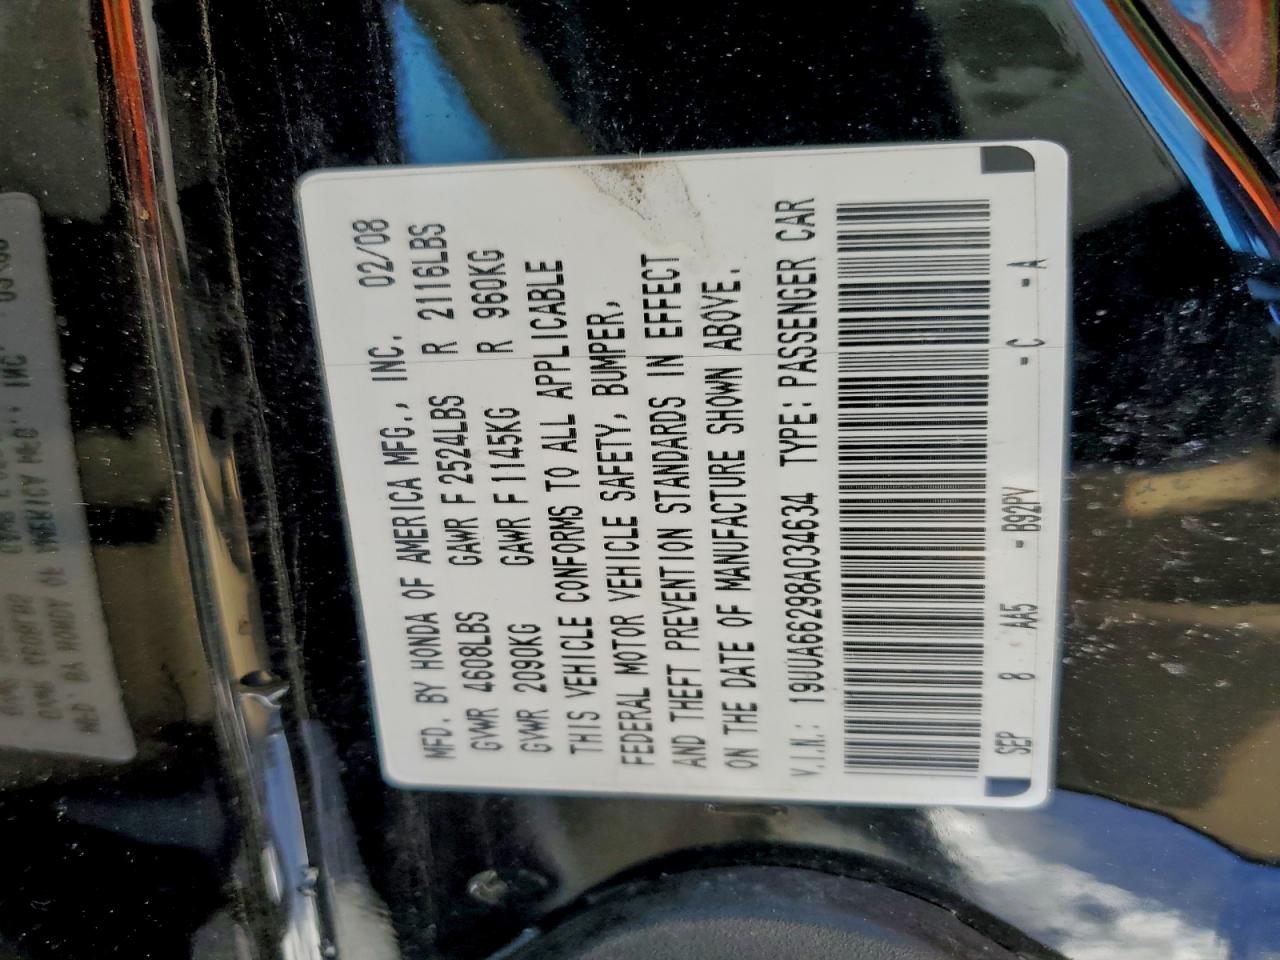 MFD. BY HONDA OF AMERICA MFG., INC. 02/08
GVWR 4608LBS GAWR F 2524LBS R 2116LBS
GVWR 2090KG GAWR F 1145KG R 960KG
THIS VEHICLE CONFORMS TO ALL APPLICABLE
FEDERAL MOTOR VEHICLE SAFETY, BUMPER,
AND THEFT PREVENTION STANDARDS IN EFFECT
ON THE DATE OF MANUFACTURE SHOWN ABOVE.
V.I.N.: 19UUA66298A034634 TYPE: PASSENGER CAR
SEP 8 AA5 -B92PV -C -A